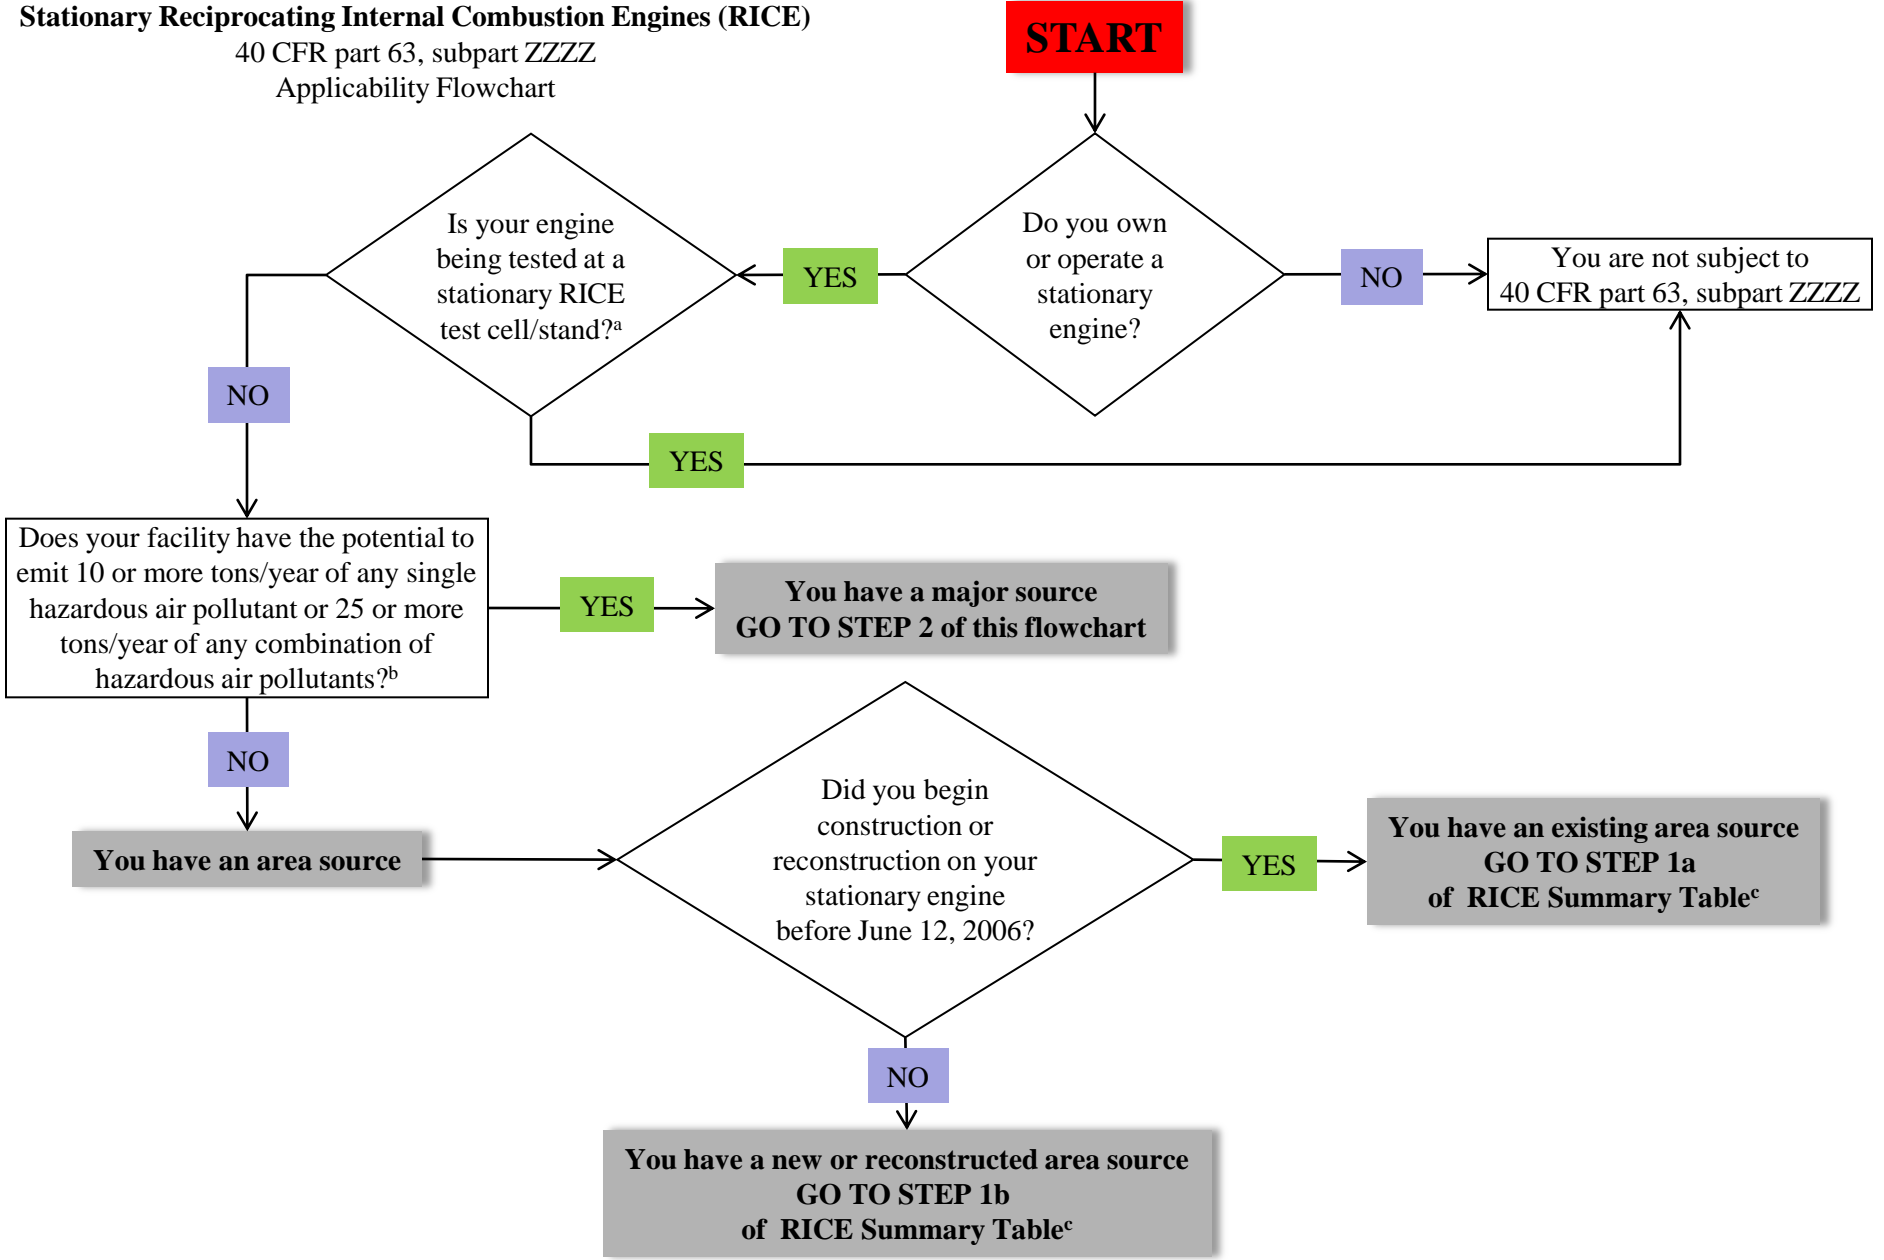 Stationary Reciprocating Internal Combustion Engines (RICE)
40 CFR part 63, subpart ZZZZ
Applicability Flowchart
START
Do you own
or operate a
stationary
engine?
NO
You are not subject to
40 CFR part 63, subpart ZZZZ
YES
Is your engine
being tested at a
stationary RICE
test cell/stand?ᵃ
YES
NO
Does your facility have the potential to
emit 10 or more tons/year of any single
hazardous air pollutant or 25 or more
tons/year of any combination of
hazardous air pollutants?ᵇ
YES
You have a major source
GO TO STEP 2 of this flowchart
NO
You have an area source
Did you begin
construction or
reconstruction on your
stationary engine
before June 12, 2006?
YES
You have an existing area source
GO TO STEP 1a
of RICE Summary Tableᶜ
NO
You have a new or reconstructed area source
GO TO STEP 1b
of RICE Summary Tableᶜ